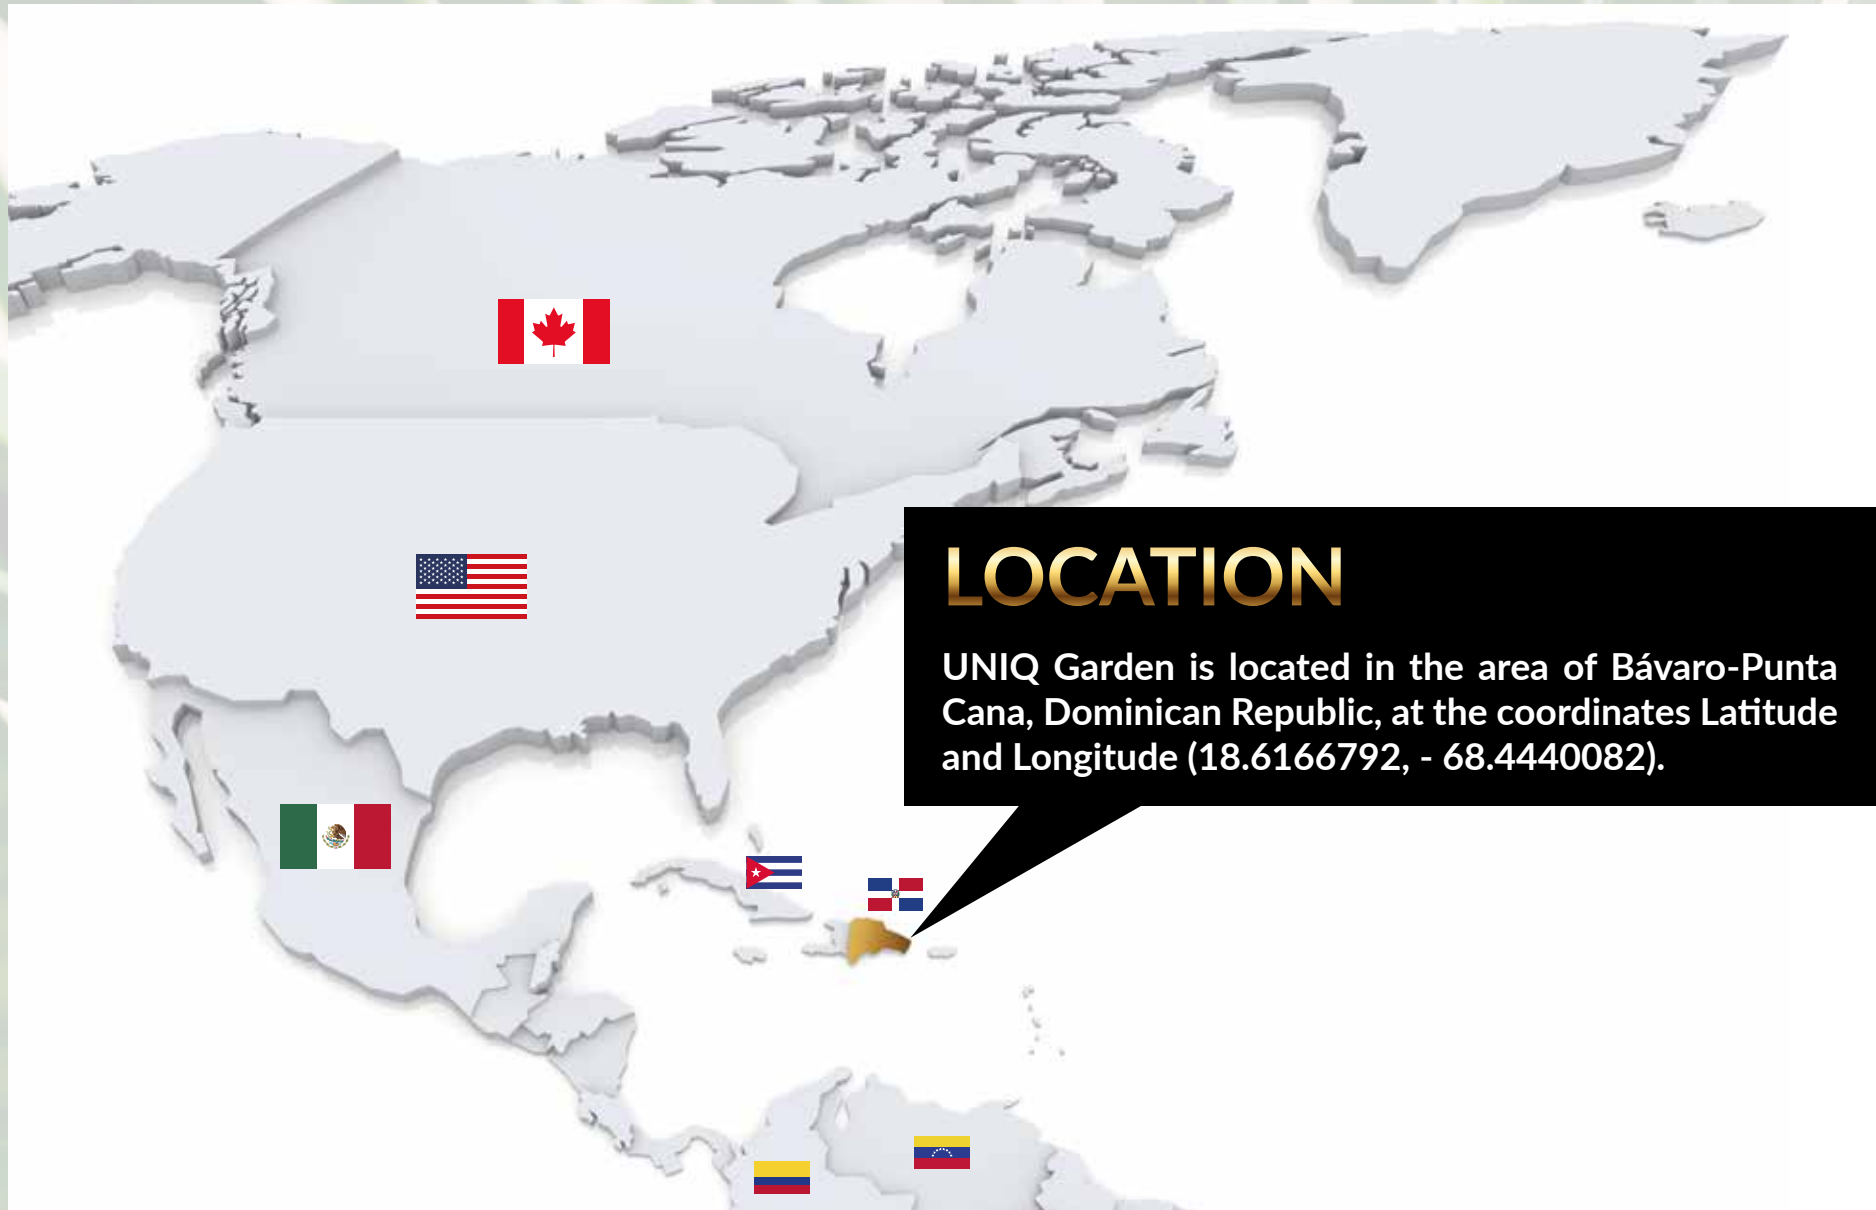 LOCATION
UNIQ Garden is located in the area of Bávaro-Punta
Cana, Dominican Republic, at the coordinates Latitude
and Longitude (18.6166792, - 68.4440082).